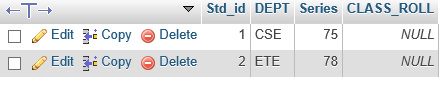 Std_id DEPT Series CLASS_ROLL
Edit Copy Delete 1 CSE 75 NULL
Edit Copy Delete 2 ETE 78 NULL